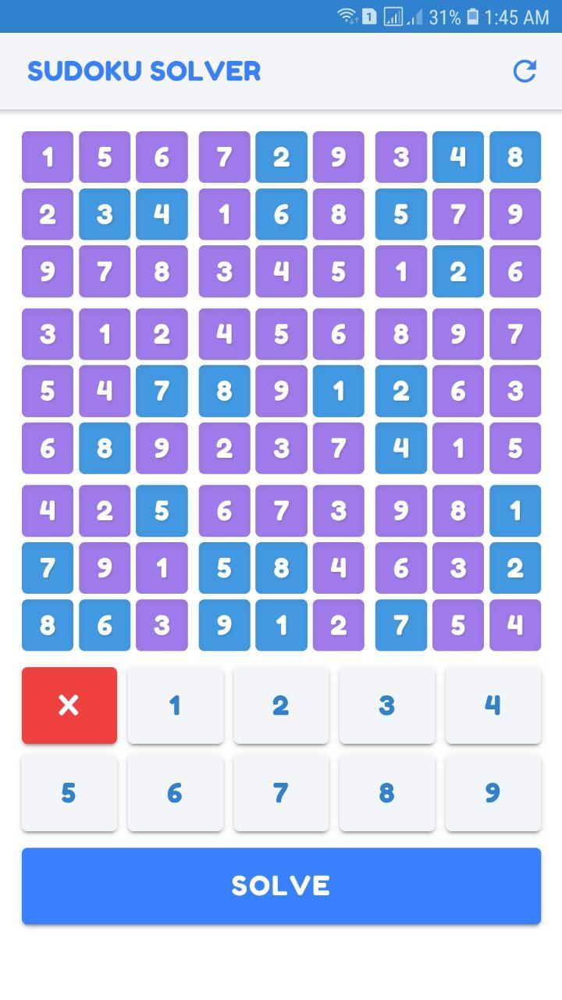 1 31% 1:45 AM
SUDOKU SOLVER
1 5 6 7 2 9 3 4 8
2 3 4 1 6 8 5 7 9
9 7 8 3 4 5 1 2 6
3 1 2 4 5 6 8 9 7
5 4 7 8 9 1 2 6 3
6 8 9 2 3 7 4 1 5
4 2 5 6 7 3 9 8 1
7 9 1 5 8 4 6 3 2
8 6 3 9 1 2 7 5 4
X 1 2 3 4
5 6 7 8 9
SOLVE